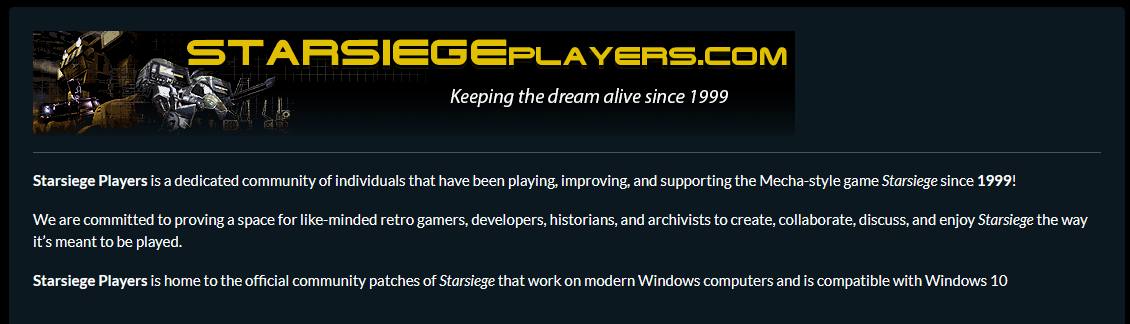 STARSIEGEPLAYERS.COM
Keeping the dream alive since 1999
Starsiege Players is a dedicated community of individuals that have been playing, improving, and supporting the Mecha-style game Starsiege since 1999!
We are committed to proving a space for like-minded retro gamers, developers, historians, and archivists to create, collaborate, discuss, and enjoy Starsiege the way
it's meant to be played.
Starsiege Players is home to the official community patches of Starsiege that work on modern Windows computers and is compatible with Windows 10